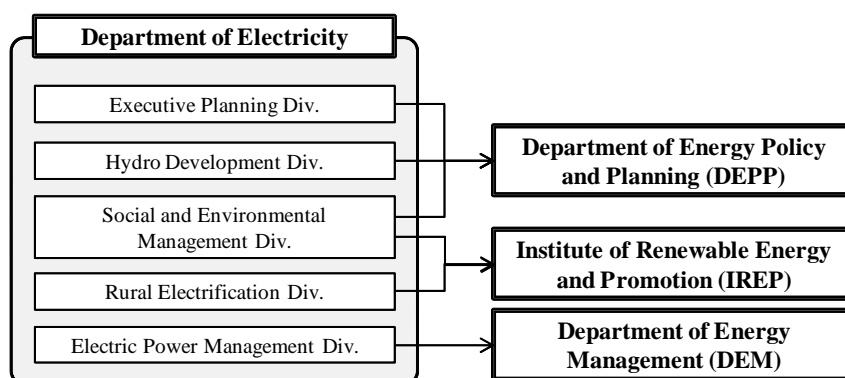 Department of Electricity
Executive Planning Div.
Hydro Development Div.
Social and Environmental
Management Div.
Rural Electrification Div.
Electric Power Management Div.
Department of Energy Policy
and Planning (DEPP)
Institute of Renewable Energy
and Promotion (IREP)
Department of Energy
Management (DEM)